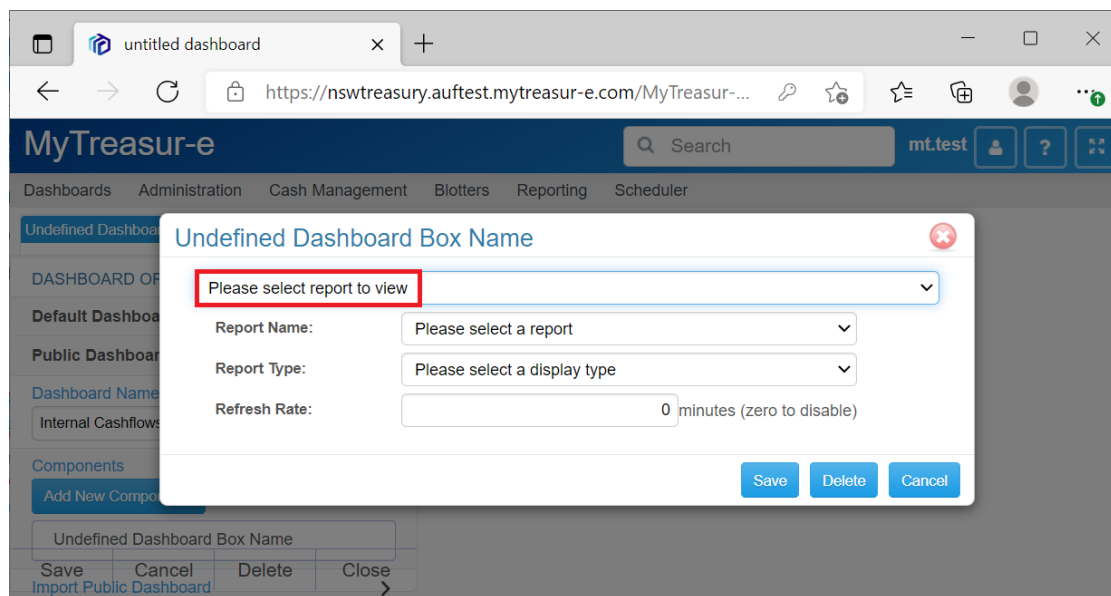 untitled dashboard
https://nswtreasury.auftest.mytreasur-e.com/MyTreasur-...
MyTreasur-e
Search
mt.test
?
Dashboards Administration Cash Management Blotters Reporting Scheduler
Undefined Dashboa
Undefined Dashboard Box Name
DASHBOARD OP
Please select report to view
Default Dashboa
Report Name: Please select a report
Public Dashboar
Report Type: Please select a display type
Dashboard Name
Refresh Rate: 0 minutes (zero to disable)
Internal Cashflows
Components
Save Delete Cancel
Add New Compo
Undefined Dashboard Box Name
Save Cancel Delete Close
Import Public Dashboard